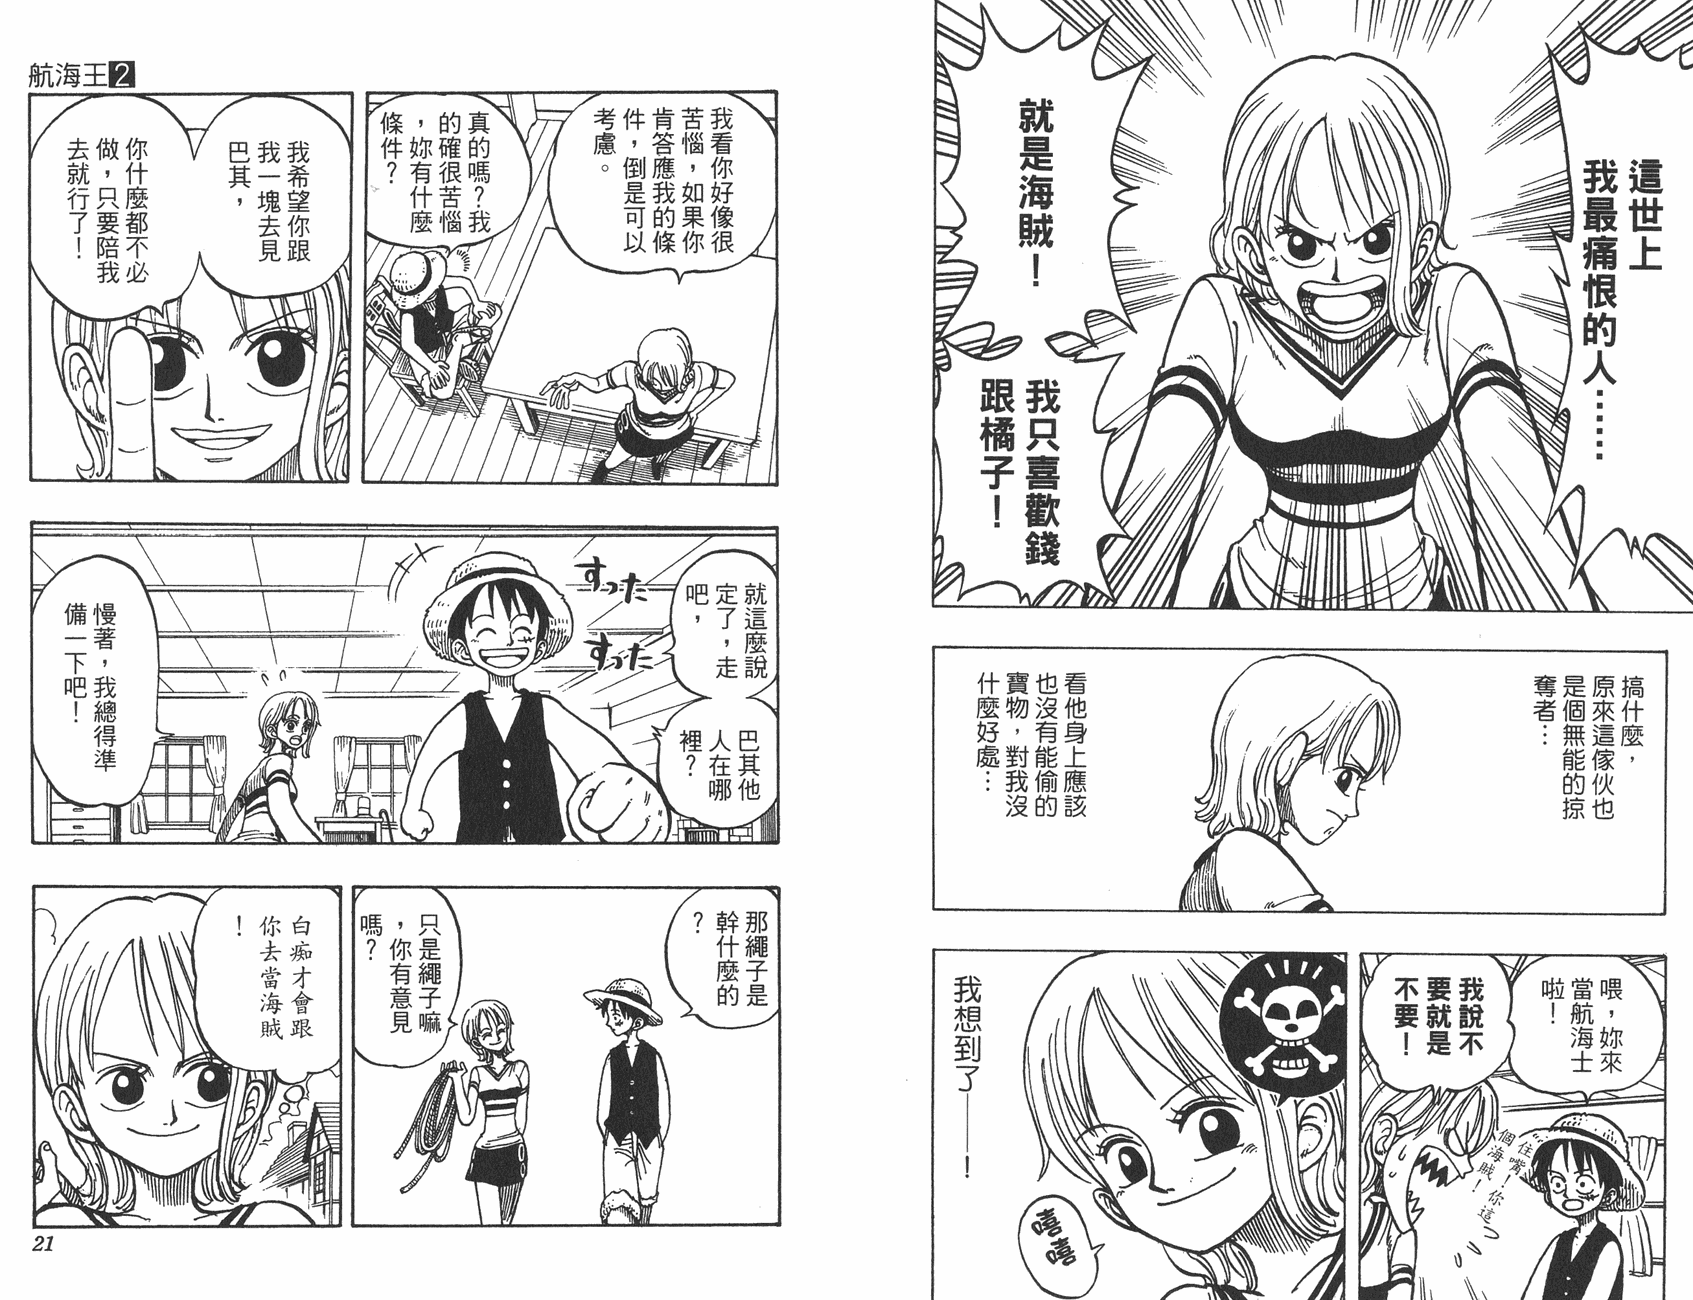 這世上
我最痛恨的人……
就是海賊！
我只喜歡錢
跟橘子！
搞什麼，
原來這傢伙也
是個無能的掠
奪者…
看他身上應該
也沒有能偷的
寶物，對我沒
什麼好處…
喂，妳來
當航海士
啦！
我說不
要就是
不要！
住嘴！你這
個海賊！
我想到了——！
嘻嘻
航海王2
我看你好像很
苦惱，如果你
肯答應我的條
件，倒是可以
考慮。
真的嗎？我
的確很苦惱
，妳有什麼
條件？
我希望你跟
我一塊去見
巴其，
你什麼都不必
做，只要陪我
去就行了！
就這麼說
定了，走
吧，
巴其他
人在哪
裡？
すった
すった
慢著，我總得準
備一下吧！
那繩子是
幹什麼的
？
只是繩子嘛
，你有意見
嗎？
白痴才會跟
你去當海賊
！
21